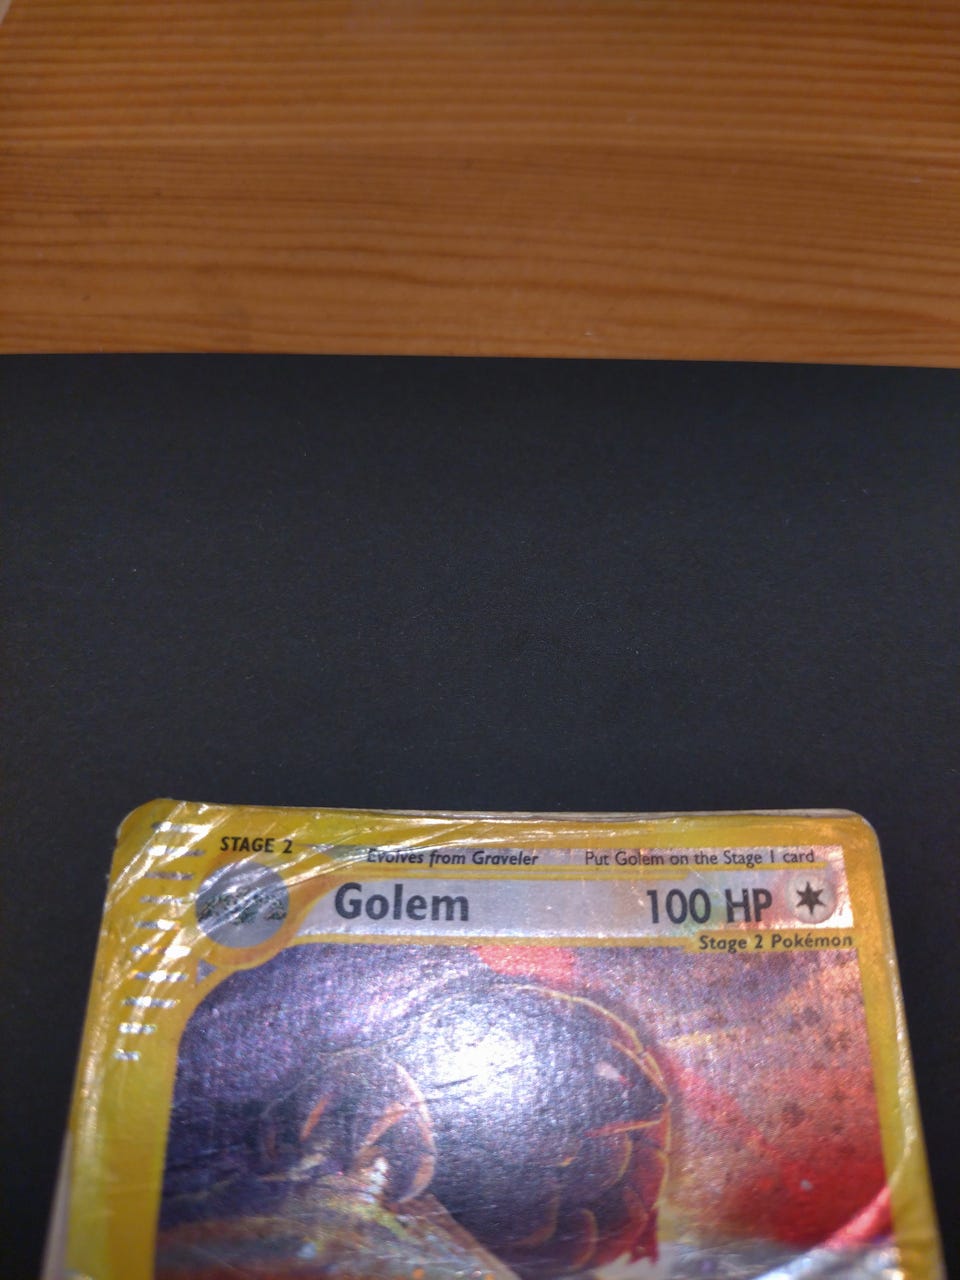 STAGE 2
Evolves from Graveler
Put Golem on the Stage 1 card
Golem
100 HP
Stage 2 Pokémon